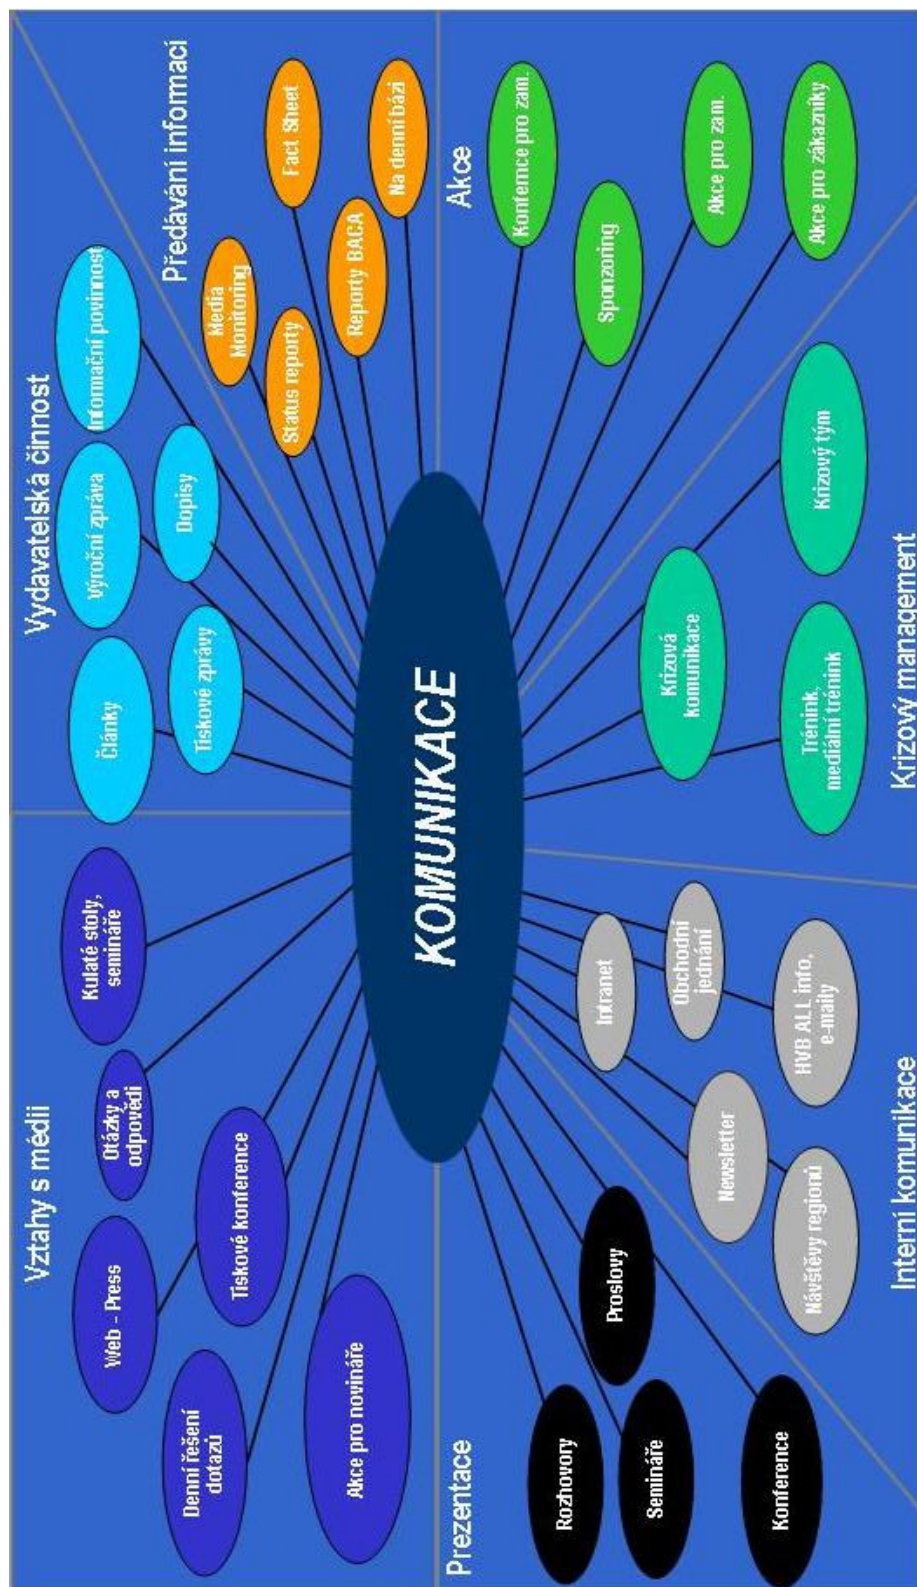 Vztahy s médii
Web - Press
Otázky a
odpovědi
Kulaté stoly,
semináře
Denní řešení
dotazů
Tiskové konference
Akce pro novináře
Vydavatelská činnost
Články
Výroční zpráva
Informační povinnost
Tiskové zprávy
Dopisy
Předávání informací
Media
Monitoring
Status reporty
Fact Sheet
Reporty BACA
Na denní bázi
KOMUNIKACE
Prezentace
Rozhovory
Proslovy
Semináře
Konference
Interní komunikace
Intranet
Obchodní
jednání
Newsletter
HVB ALL info,
e-maily
Návštěvy regionů
Krizový management
Krizová
komunikace
Trénink,
mediální trénink
Krizový tým
Akce
Konfernce pro zam.
Sponzoring
Akce pro zam.
Akce pro zákazníky